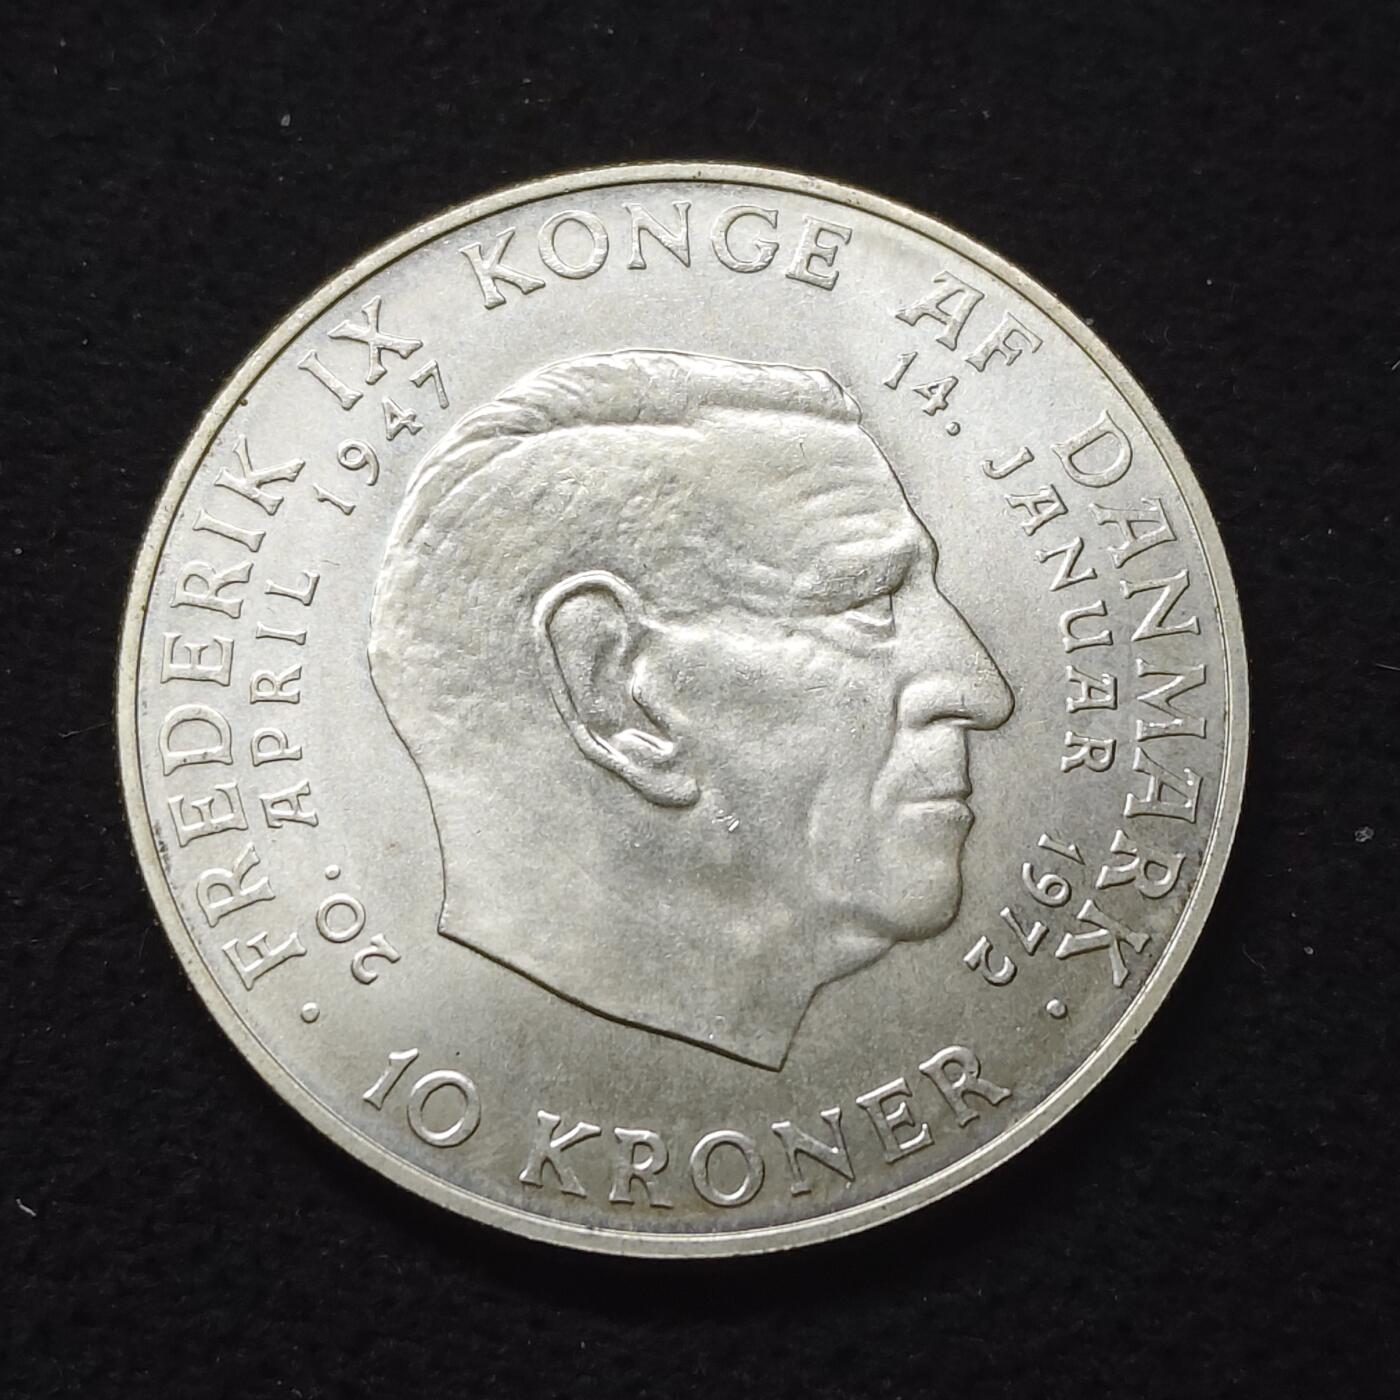 · FREDERIK IX KONGE AF DANMARK ·
20. APRIL 1947
14. JANUAR 1972
10 KRONER